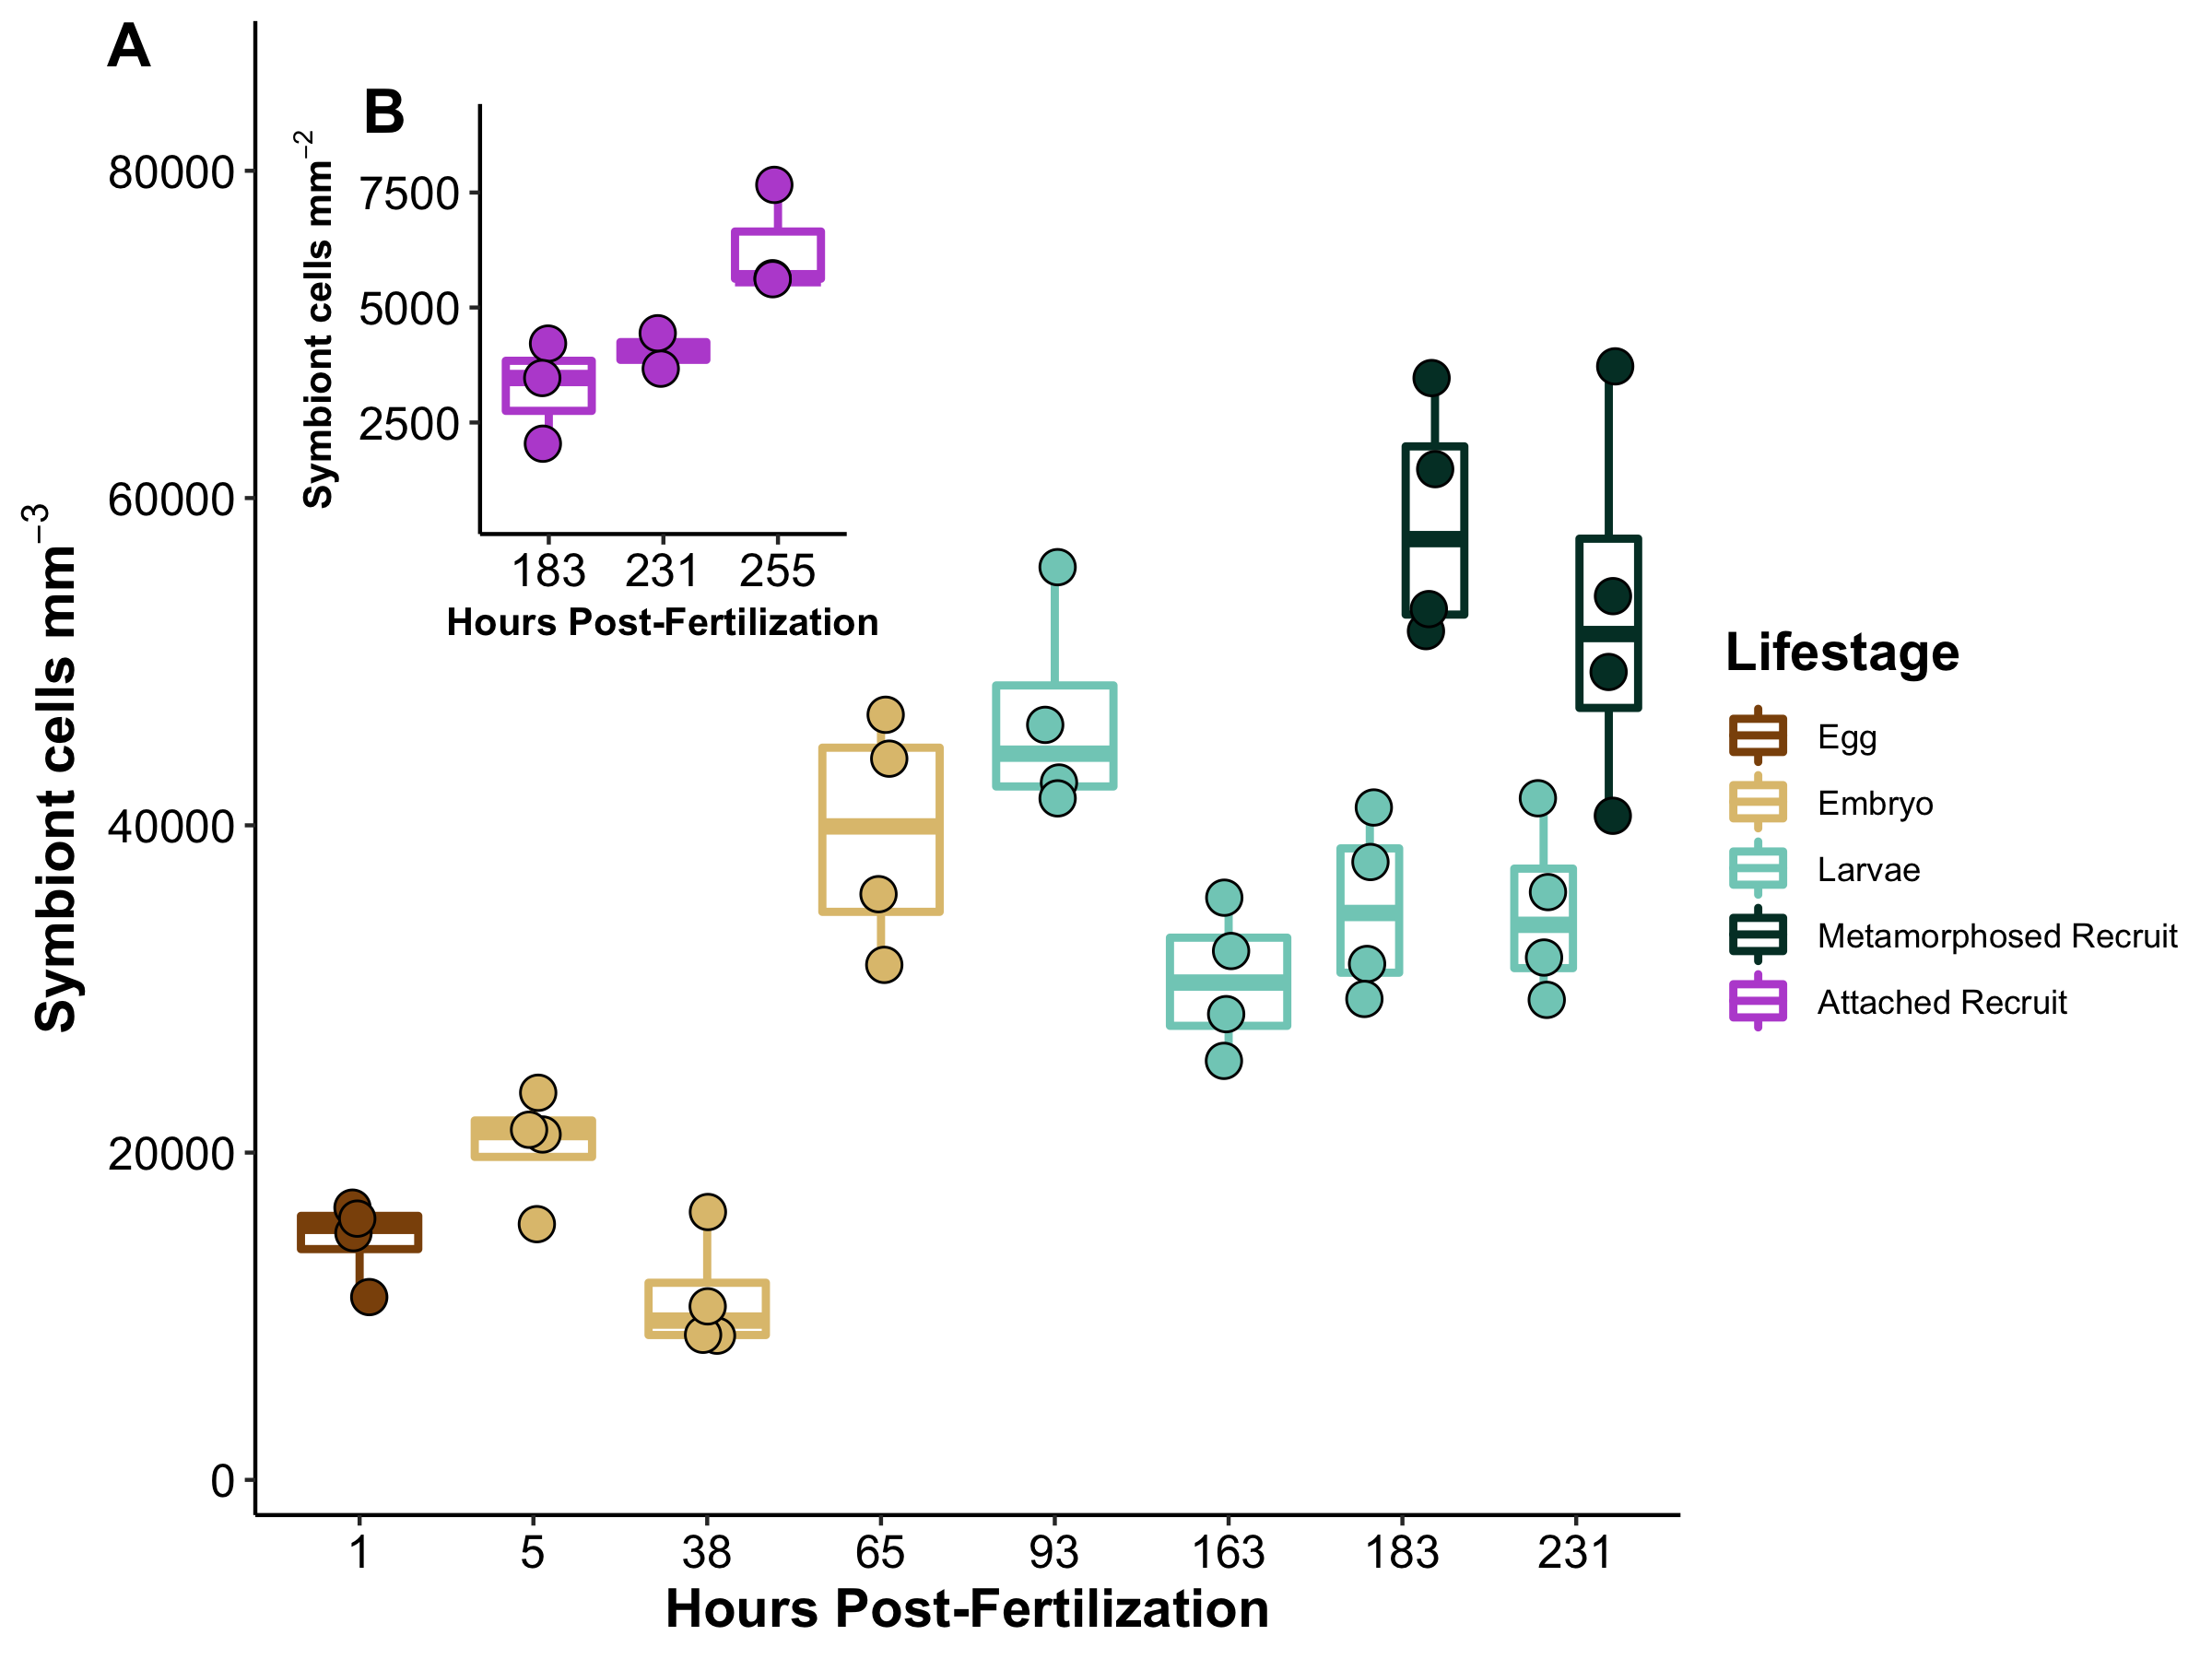 A
B
Symbiont cells mm⁻²
7500
5000
2500
183 231 255
Hours Post-Fertilization
Symbiont cells mm⁻³
80000
60000
40000
20000
0
1 5 38 65 93 163 183 231
Hours Post-Fertilization
Lifestage
Egg
Embryo
Larvae
Metamorphosed Recruit
Attached Recruit